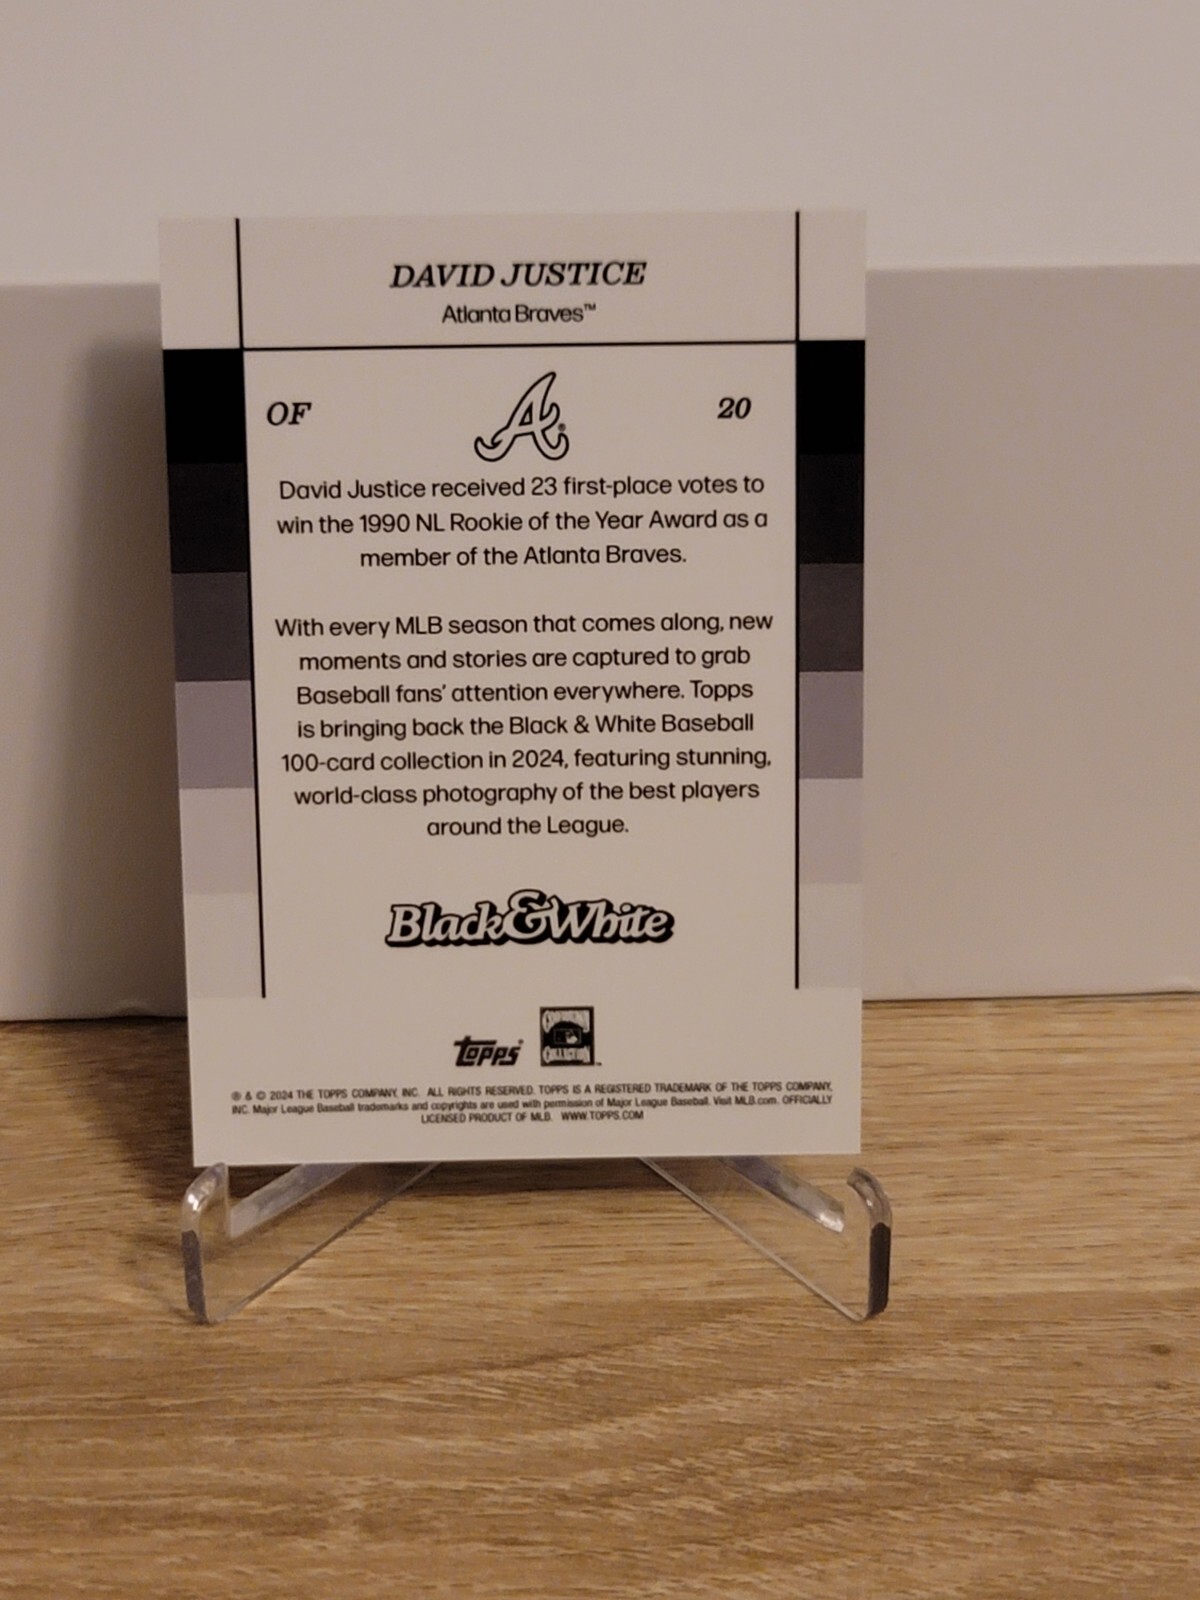 DAVID JUSTICE
Atlanta Braves™
OF
A®
20
David Justice received 23 first-place votes to
win the 1990 NL Rookie of the Year Award as a
member of the Atlanta Braves.
With every MLB season that comes along, new
moments and stories are captured to grab
Baseball fans' attention everywhere. Topps
is bringing back the Black & White Baseball
100-card collection in 2024, featuring stunning,
world-class photography of the best players
around the League.
Black&White
topps
COLLECTION
® & © 2024 THE TOPPS COMPANY, INC. ALL RIGHTS RESERVED. TOPPS IS A REGISTERED TRADEMARK OF THE TOPPS COMPANY,
INC. Major League Baseball trademarks and copyrights are used with permission of Major League Baseball. Visit MLB.com. OFFICIALLY
LICENSED PRODUCT OF MLB. WWW.TOPPS.COM